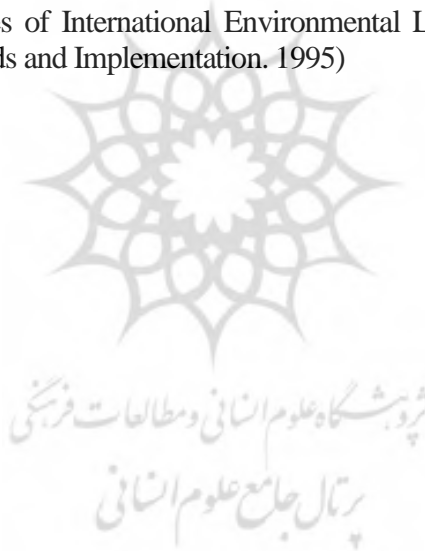 s of International Environmental L
ds and Implementation. 1995)
پژوهشگاه علوم انسانی و مطالعات فرهنگی
پرتال جامع علوم انسانی